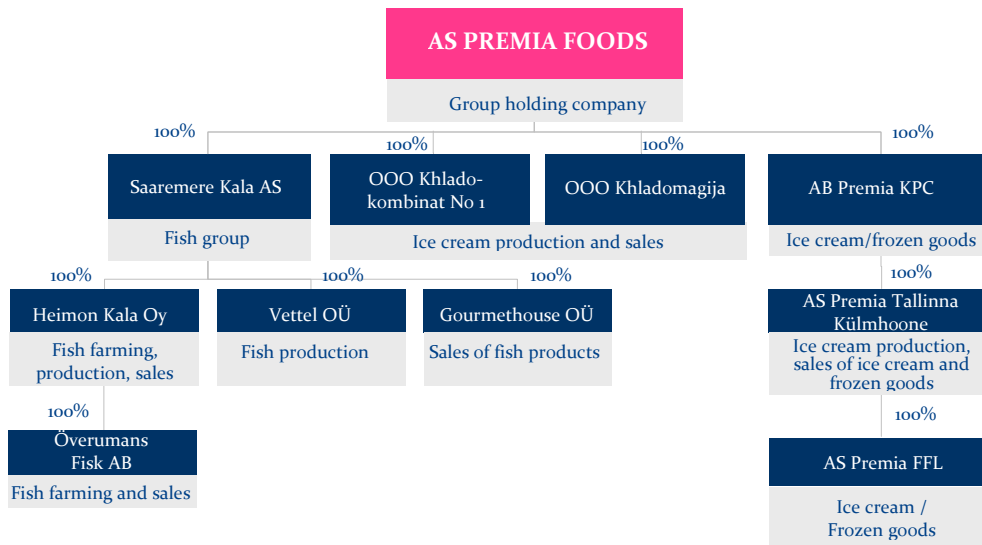 AS PREMIA FOODS
Group holding company
100%
100%
100%
100%
Saaremere Kala AS
Fish group
OOO Khlado-
kombinat No 1
OOO Khladomagija
Ice cream production and sales
AB Premia KPC
Ice cream/frozen goods
100%
100%
100%
100%
Heimon Kala Oy
Fish farming,
production, sales
Vettel OÜ
Fish production
Gourmethouse OÜ
Sales of fish products
AS Premia Tallinna
Külmhoone
Ice cream production,
sales of ice cream and
frozen goods
100%
100%
Överumans
Fisk AB
Fish farming and sales
AS Premia FFL
Ice cream /
Frozen goods